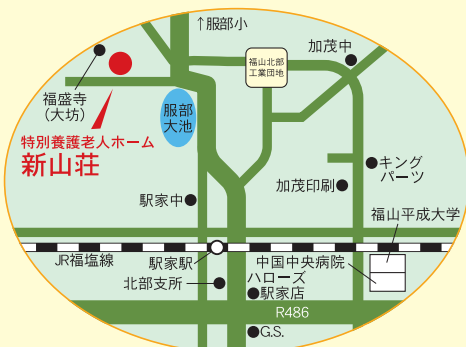 ↑服部小
加茂中
福山北部
工業団地
福盛寺
（大坊）
服部
大池
特別養護老人ホーム
新山荘
キング
パーツ
加茂印刷
駅家中
福山平成大学
JR福塩線
駅家駅
中国中央病院
北部支所
ハローズ
駅家店
R486
G.S.